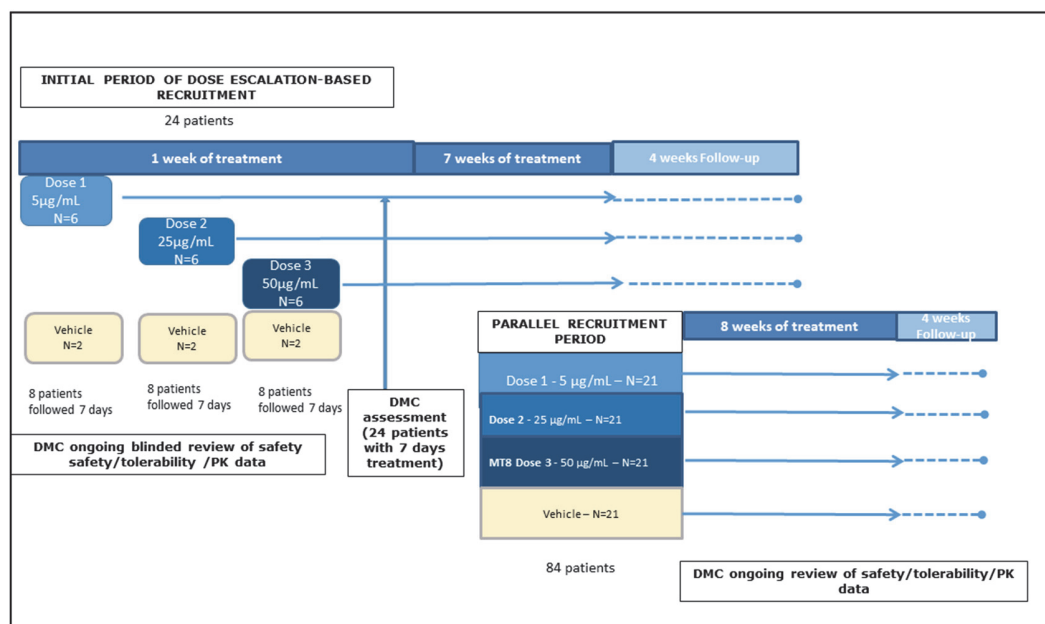 INITIAL PERIOD OF DOSE ESCALATION-BASED
RECRUITMENT
24 patients
1 week of treatment
7 weeks of treatment
4 weeks Follow-up
Dose 1
5µg/mL
N=6
Dose 2
25µg/mL
N=6
Dose 3
50µg/mL
N=6
Vehicle
N=2
Vehicle
N=2
Vehicle
N=2
8 patients
followed 7 days
8 patients
followed 7 days
8 patients
followed 7 days
DMC ongoing blinded review of safety
safety/tolerability /PK data
DMC
assessment
(24 patients
with 7 days
treatment)
PARALLEL RECRUITMENT
PERIOD
8 weeks of treatment
4 weeks
Follow-up
Dose 1 - 5 µg/mL – N=21
Dose 2 - 25 µg/mL – N=21
MT8 Dose 3 - 50 µg/mL – N=21
Vehicle – N=21
84 patients
DMC ongoing review of safety/tolerability/PK
data